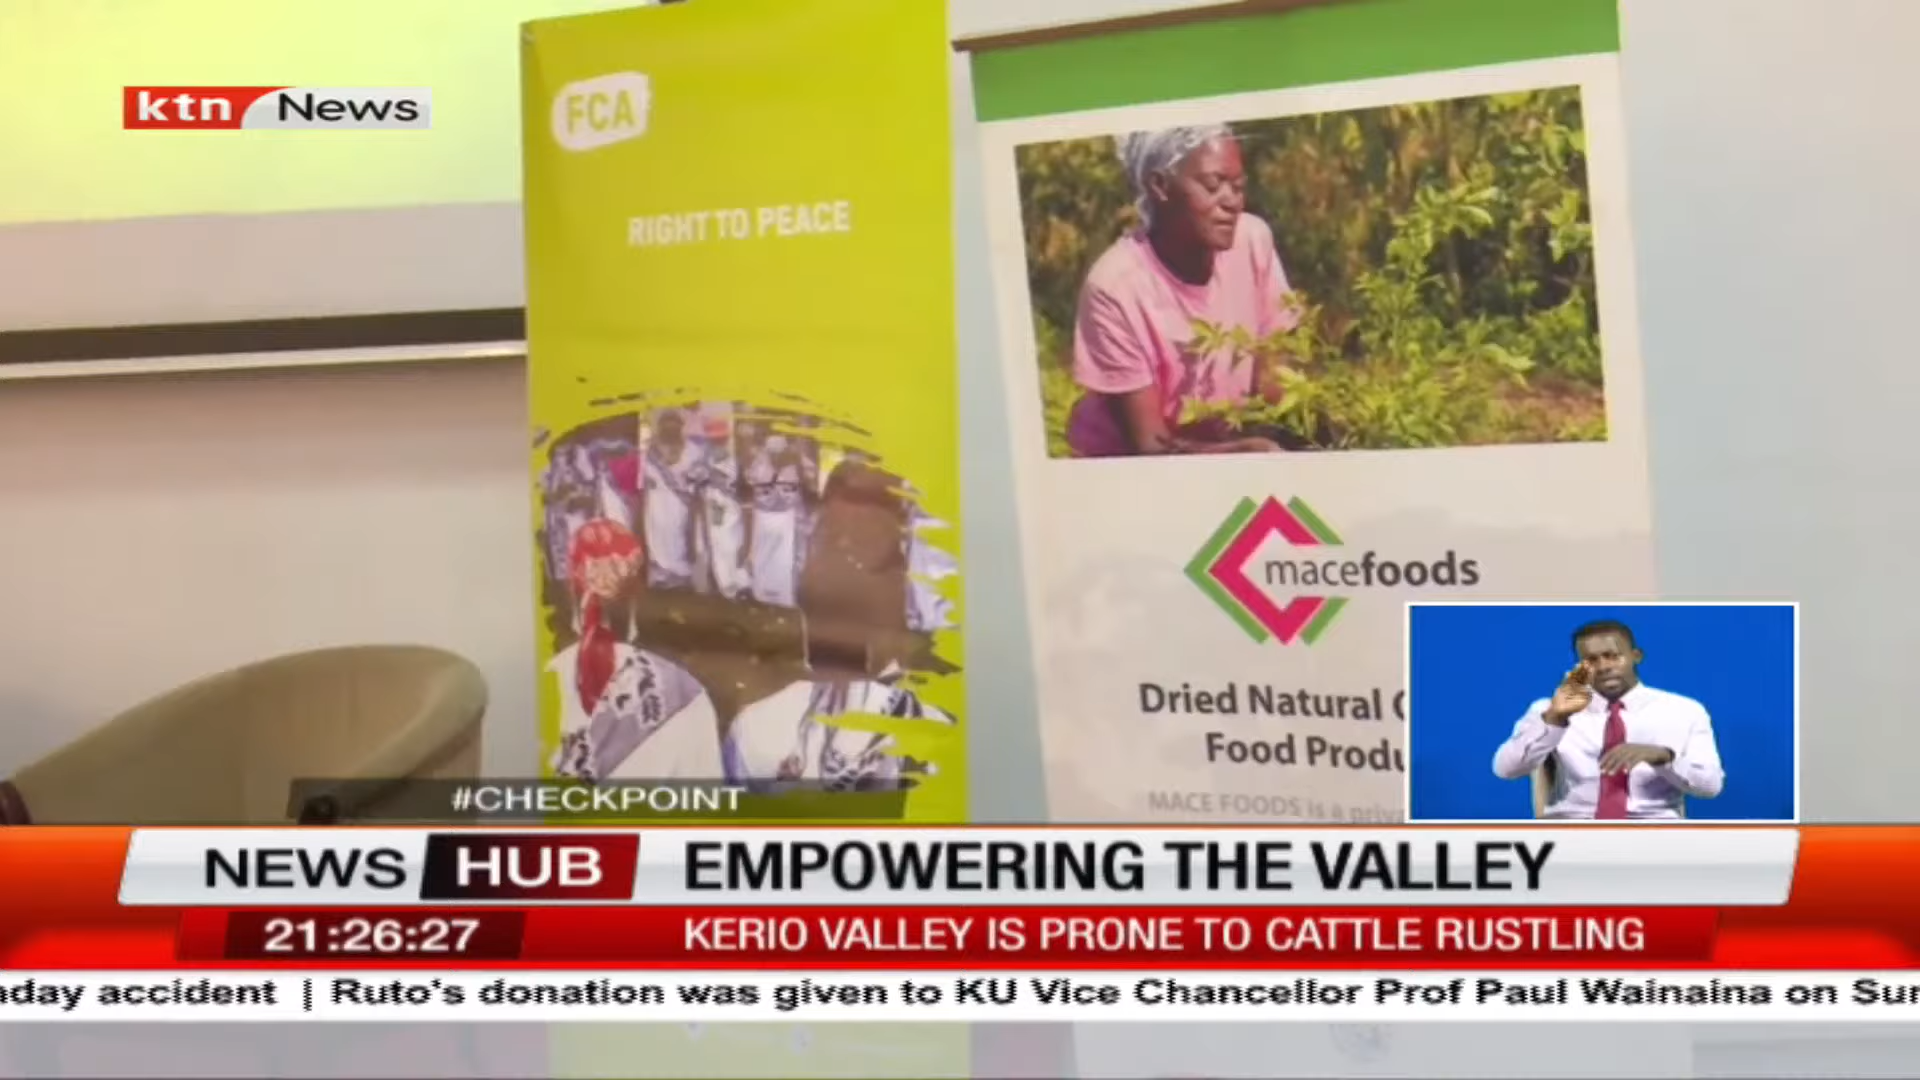 ktn News
FCA
RIGHT TO PEACE
macefoods
Dried Natural
Food
MACE FOODS is a
#CHECKPOINT
NEWS HUB EMPOWERING THE VALLEY
21:26:27 KERIO VALLEY IS PRONE TO CATTLE RUSTLING
accident | Ruto's donation was given to KU Vice Chancellor Prof Paul Wainaina on